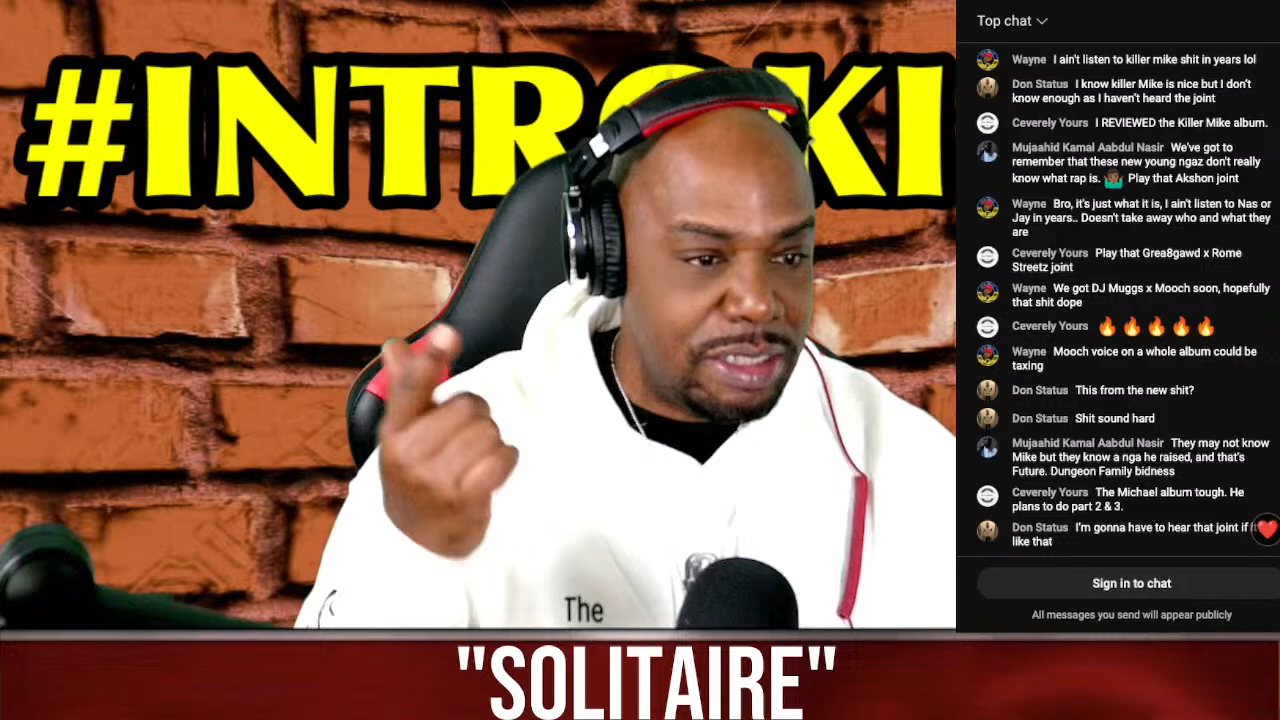 #INTRO KI
The
"SOLITAIRE"
Top chat
Wayne I ain't listen to killer mike shit in years lol
Don Status I know killer Mike is nice but I don't
know enough as I haven't heard the joint
Ceverely Yours I REVIEWED the Killer Mike album.
Mujaahid Kamal Aabdul Nasir We've got to
remember that these new young ngaz don't really
know what rap is. 🤷🏾‍♂️ Play that Akshon joint
Wayne Bro, it's just what it is, I ain't listen to Nas or
Jay in years.. Doesn't take away who and what they
are
Ceverely Yours Play that Grea8gawd x Rome
Streetz joint
Wayne We got DJ Muggs x Mooch soon, hopefully
that shit dope
Ceverely Yours 🔥🔥🔥🔥🔥
Wayne Mooch voice on a whole album could be
taxing
Don Status This from the new shit?
Don Status Shit sound hard
Mujaahid Kamal Aabdul Nasir They may not know
Mike but they know a nga he raised, and that's
Future. Dungeon Family bidness
Ceverely Yours The Michael album tough. He
plans to do part 2 & 3.
Don Status I'm gonna have to hear that joint if
like that
Sign in to chat
All messages you send will appear publicly